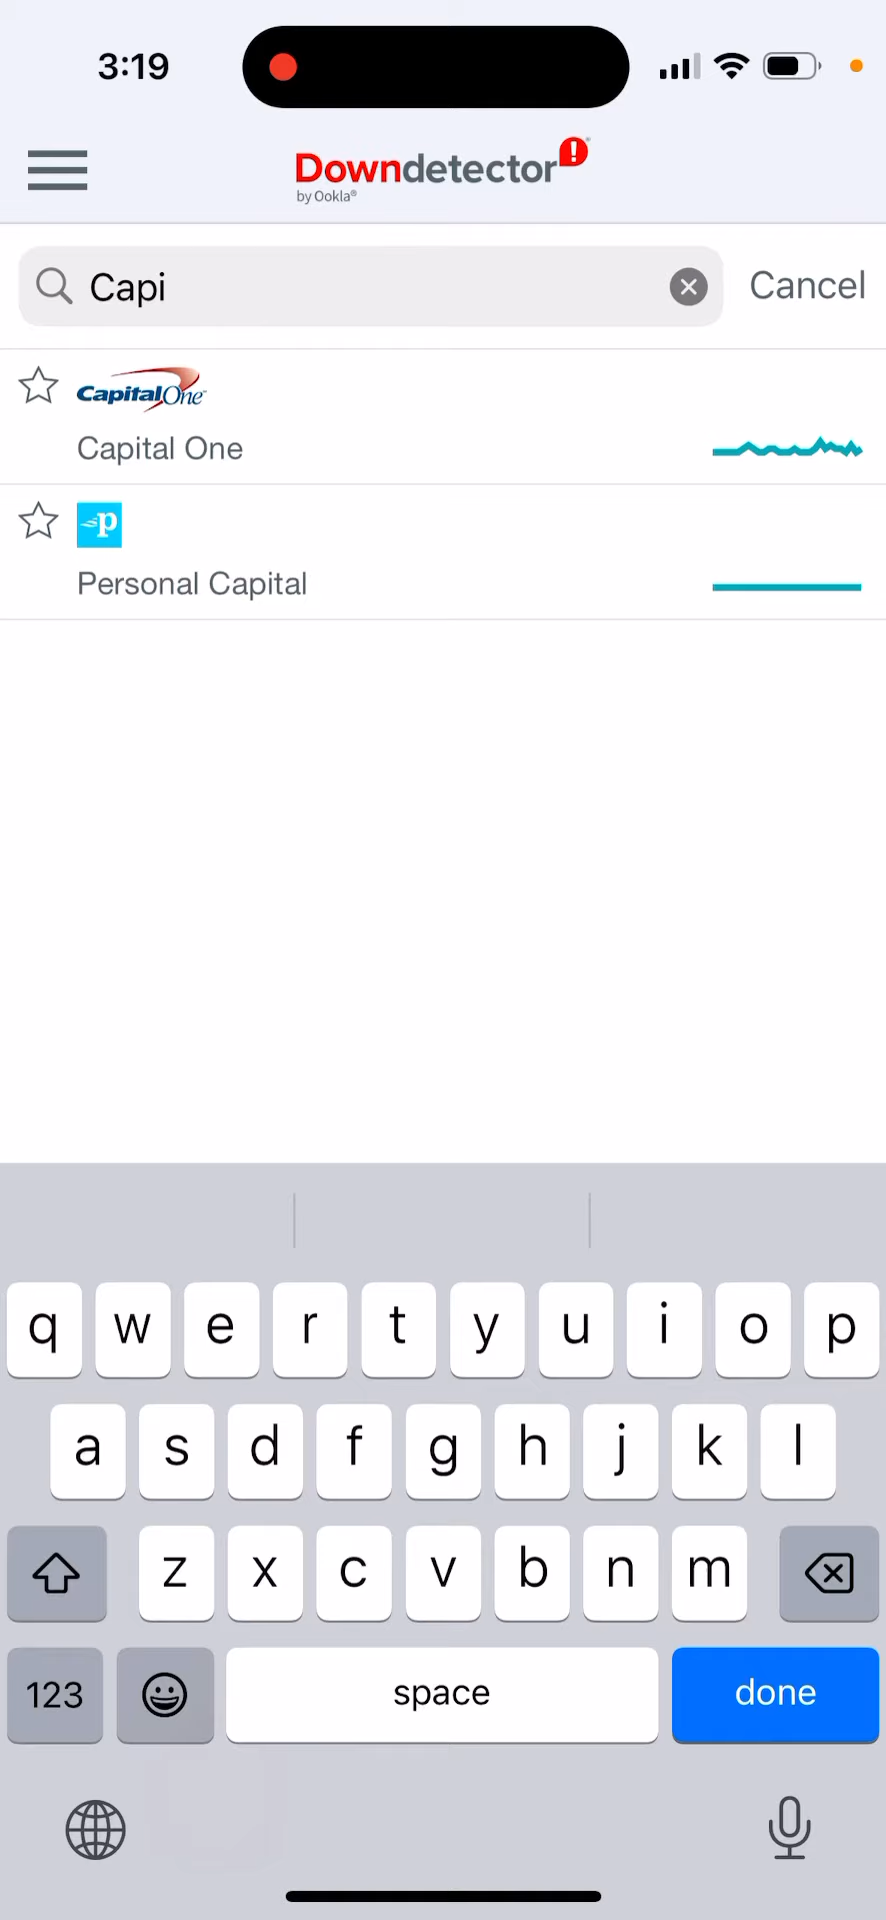 3:19
Downdetector
by Ookla®
Capi
Cancel
CapitalOne
Capital One
p
Personal Capital
q w e r t y u i o p
a s d f g h j k l
z x c v b n m
123 space done